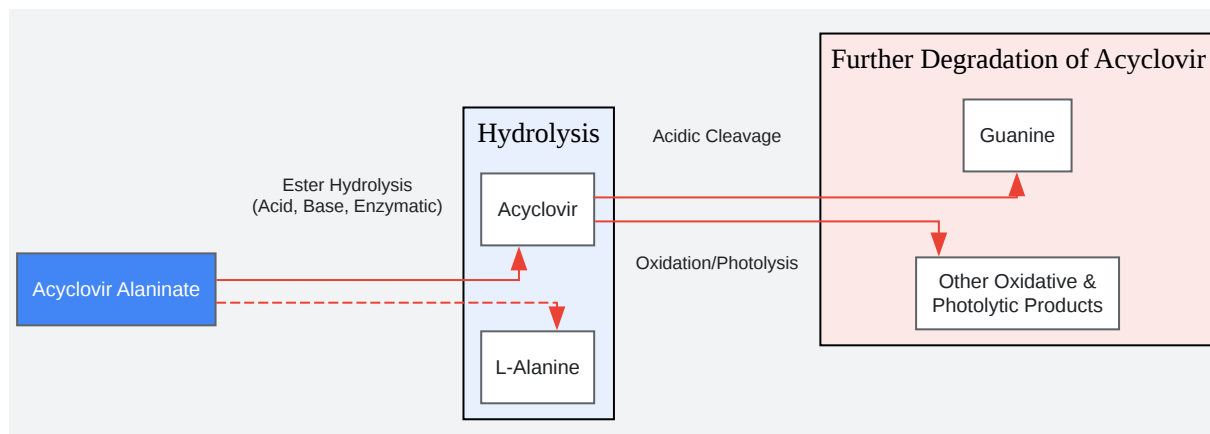 Further Degradation of Acyclovir
Hydrolysis
Acidic Cleavage
Guanine
Ester Hydrolysis
(Acid, Base, Enzymatic)
Acyclovir
Oxidation/Photolysis
Acyclovir Alaninate
Other Oxidative &
Photolytic Products
L-Alanine